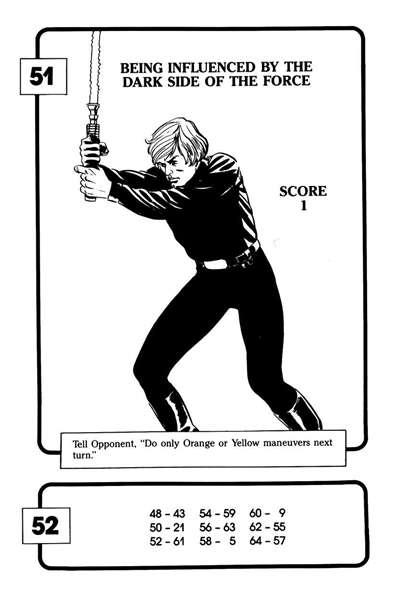 51
BEING INFLUENCED BY THE
DARK SIDE OF THE FORCE
SCORE
1
Tell Opponent, “Do only Orange or Yellow maneuvers next
turn.”
52
48 – 43 54 – 59 60 – 9
50 – 21 56 – 63 62 – 55
52 – 61 58 – 5 64 – 57